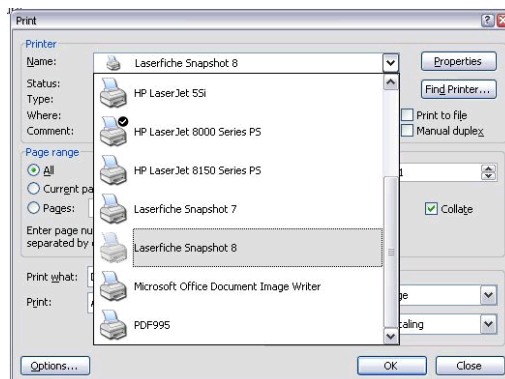 Print
Printer
Name:
Laserfiche Snapshot 8
Properties
Status:
Type:
Where:
Comment:
HP LaserJet 5Si
HP LaserJet 8000 Series PS
HP LaserJet 8150 Series PS
Laserfiche Snapshot 7
Laserfiche Snapshot 8
Microsoft Office Document Image Writer
PDF995
Find Printer...
Print to file
Manual duplex
Page range
All
Current pa
Pages:
Enter page nu
separated by
1
Collate
Print what:
Print:
ge
caling
Options...
OK
Close